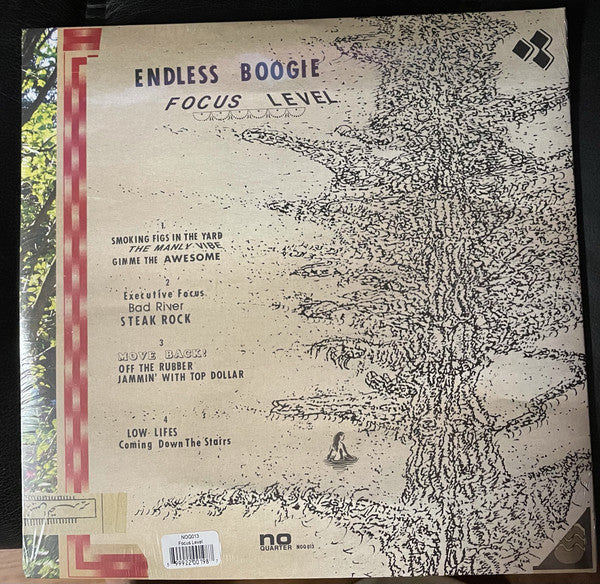 ENDLESS BOOGIE
FOCUS LEVEL
1.
SMOKING FIGS IN THE YARD
THE MANLY VIBE
GIMME THE AWESOME
2
Executive Focus
Bad River
STEAK ROCK
3
MOVE BACK!
OFF THE RUBBER
JAMMIN' WITH TOP DOLLAR
4
LOW LIFES
Coming Down The Stairs
NOQ013
Focus Level
no
QUARTER NOQ 013